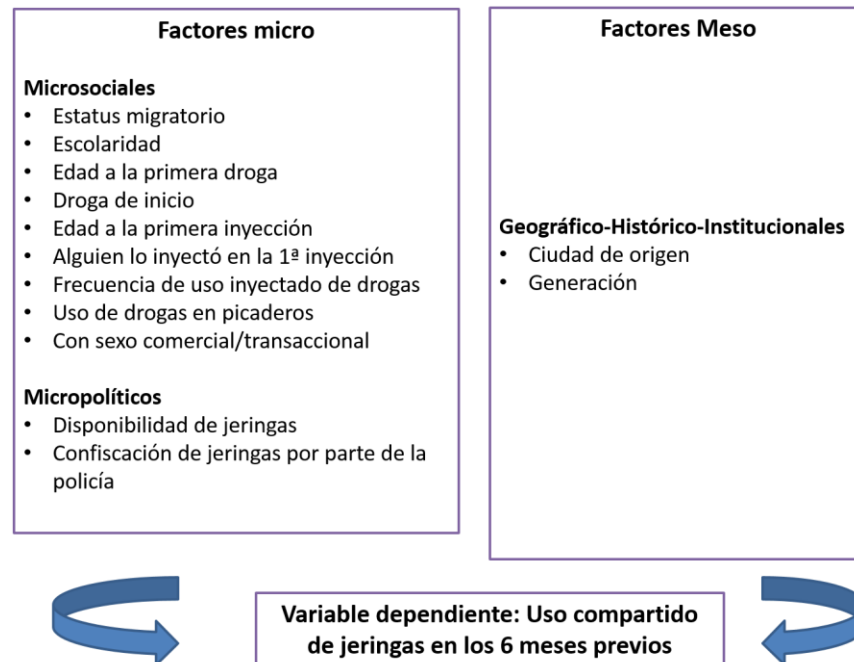 Factores micro
Microsociales
• Estatus migratorio
• Escolaridad
• Edad a la primera droga
• Droga de inicio
• Edad a la primera inyección
• Alguien lo inyectó en la 1ª inyección
• Frecuencia de uso inyectado de drogas
• Uso de drogas en picaderos
• Con sexo comercial/transaccional
Micropolíticos
• Disponibilidad de jeringas
• Confiscación de jeringas por parte de la
policía
Factores Meso
Geográfico-Histórico-Institucionales
• Ciudad de origen
• Generación
Variable dependiente: Uso compartido
de jeringas en los 6 meses previos